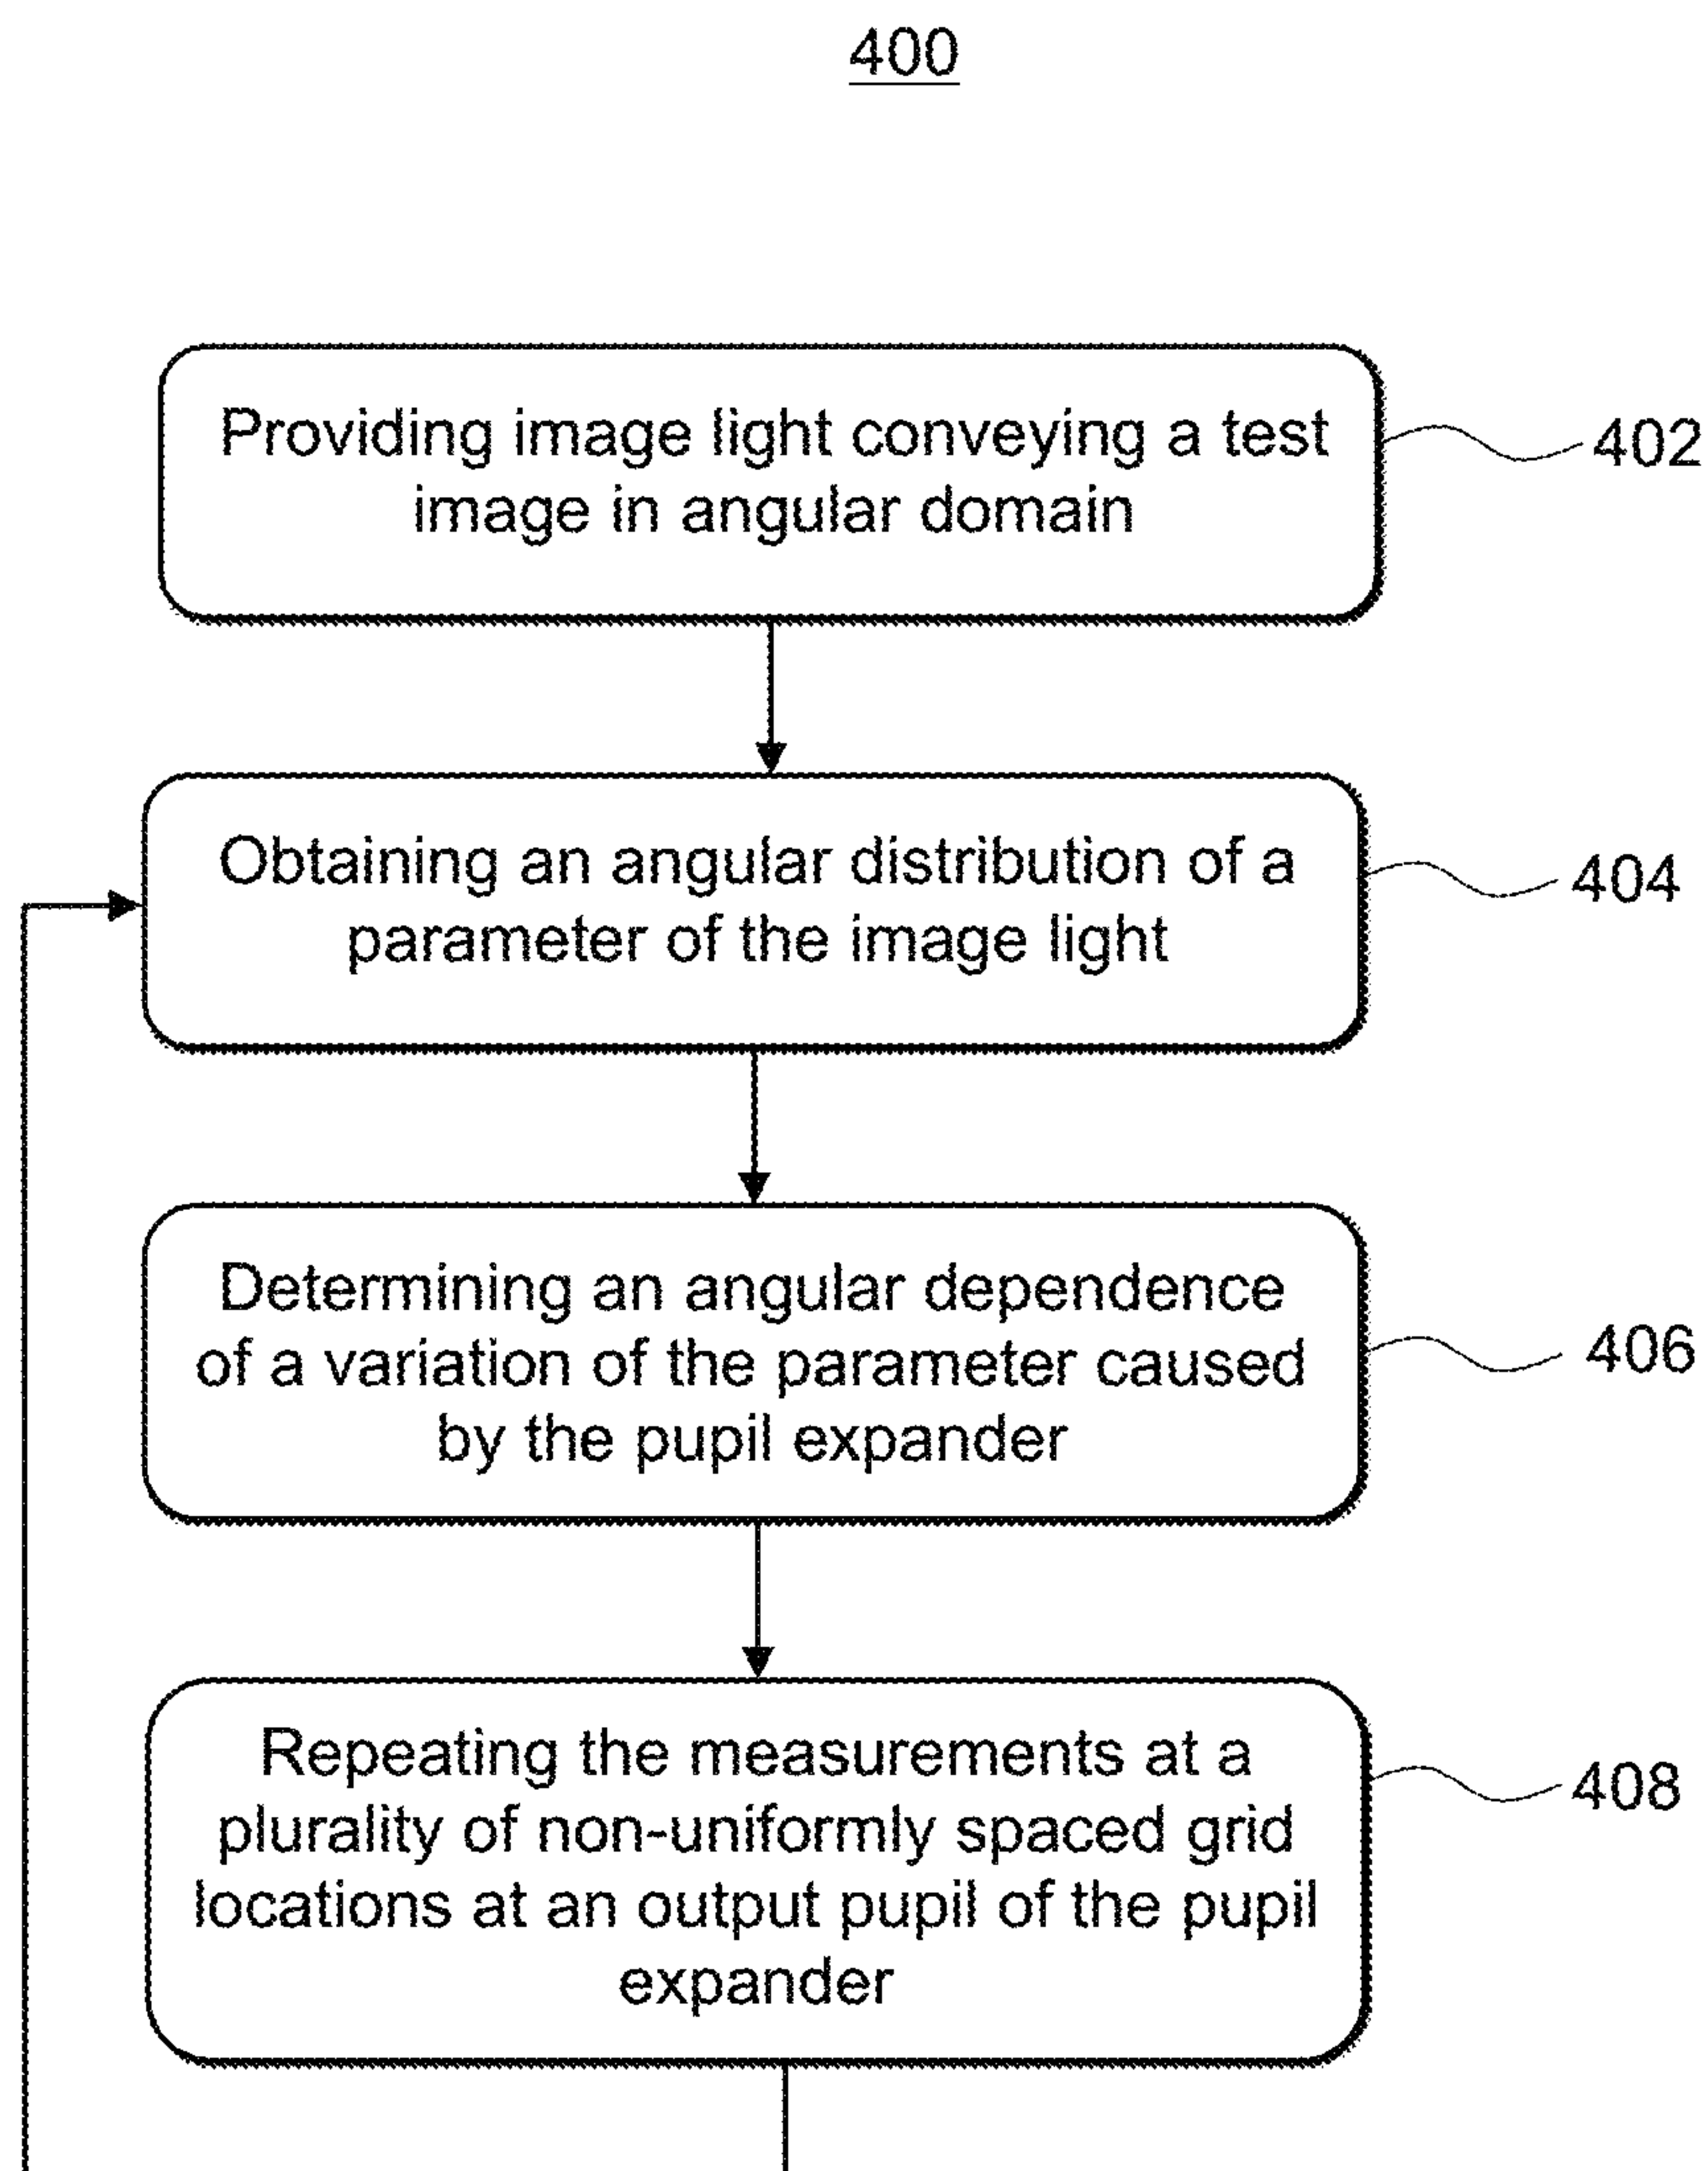 400
Providing image light conveying a test
image in angular domain
402
Obtaining an angular distribution of a
parameter of the image light
404
Determining an angular dependence
of a variation of the parameter caused
by the pupil expander
406
Repeating the measurements at a
plurality of non-uniformly spaced grid
locations at an output pupil of the pupil
expander
408